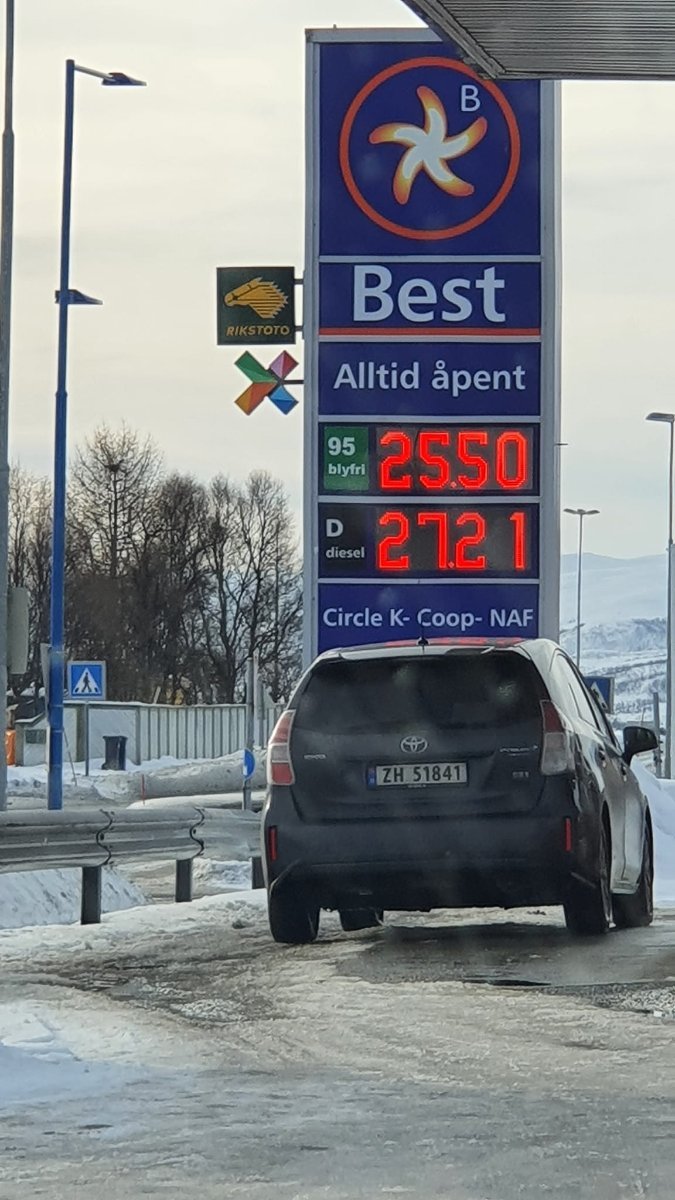 B
Best
RIKSTOTO
Alltid åpent
95
blyfri
25.50
D
diesel
27.21
Circle K- Coop- NAF
ZH 51841